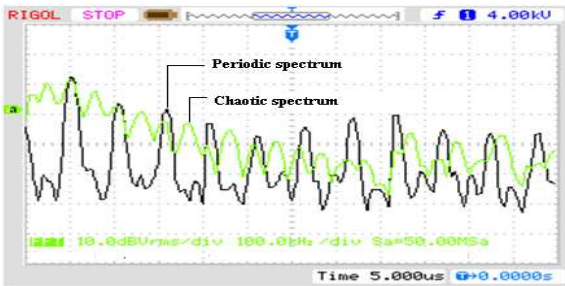 RIGOL STOP 1 4.00kV
T
Periodic spectrum
Chaotic spectrum
a
10.0dBVrms/div 100.0kHz/div Sa=50.00MSa
Time 5.000us T→0.0000s